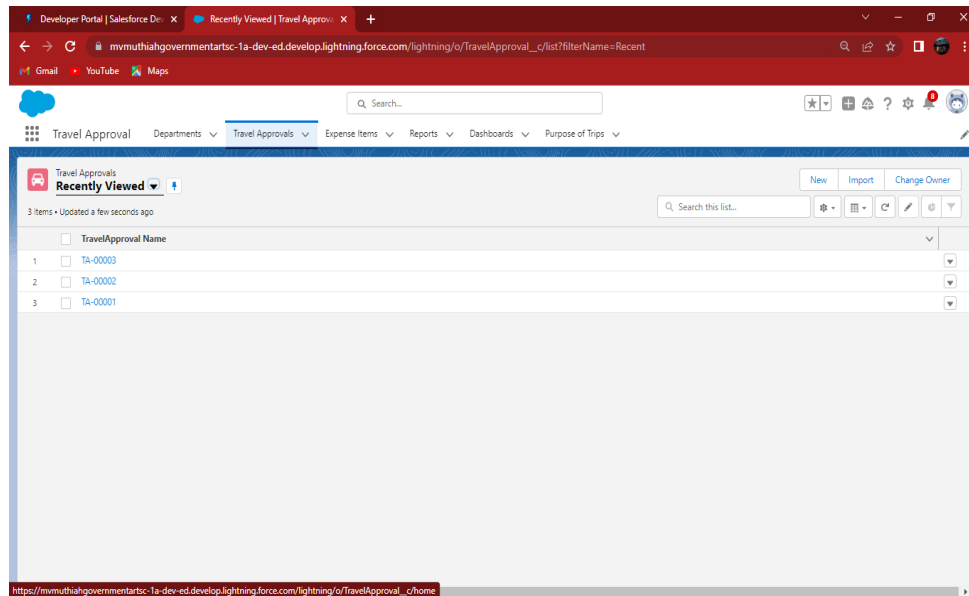 Developer Portal | Salesforce Dev
Recently Viewed | Travel Approva
mvmuthiahgovernmentartsc-1a-dev-ed.develop.lightning.force.com/lightning/o/TravelApproval__c/list?filterName=Recent
Gmail YouTube Maps
Search...
8
Travel Approval Departments Travel Approvals Expense Items Reports Dashboards Purpose of Trips
Travel Approvals
Recently Viewed
New Import Change Owner
3 items • Updated a few seconds ago
Search this list...
TravelApproval Name
1 TA-00003
2 TA-00002
3 TA-00001
https://mvmuthiahgovernmentartsc-1a-dev-ed.develop.lightning.force.com/lightning/o/TravelApproval__c/home